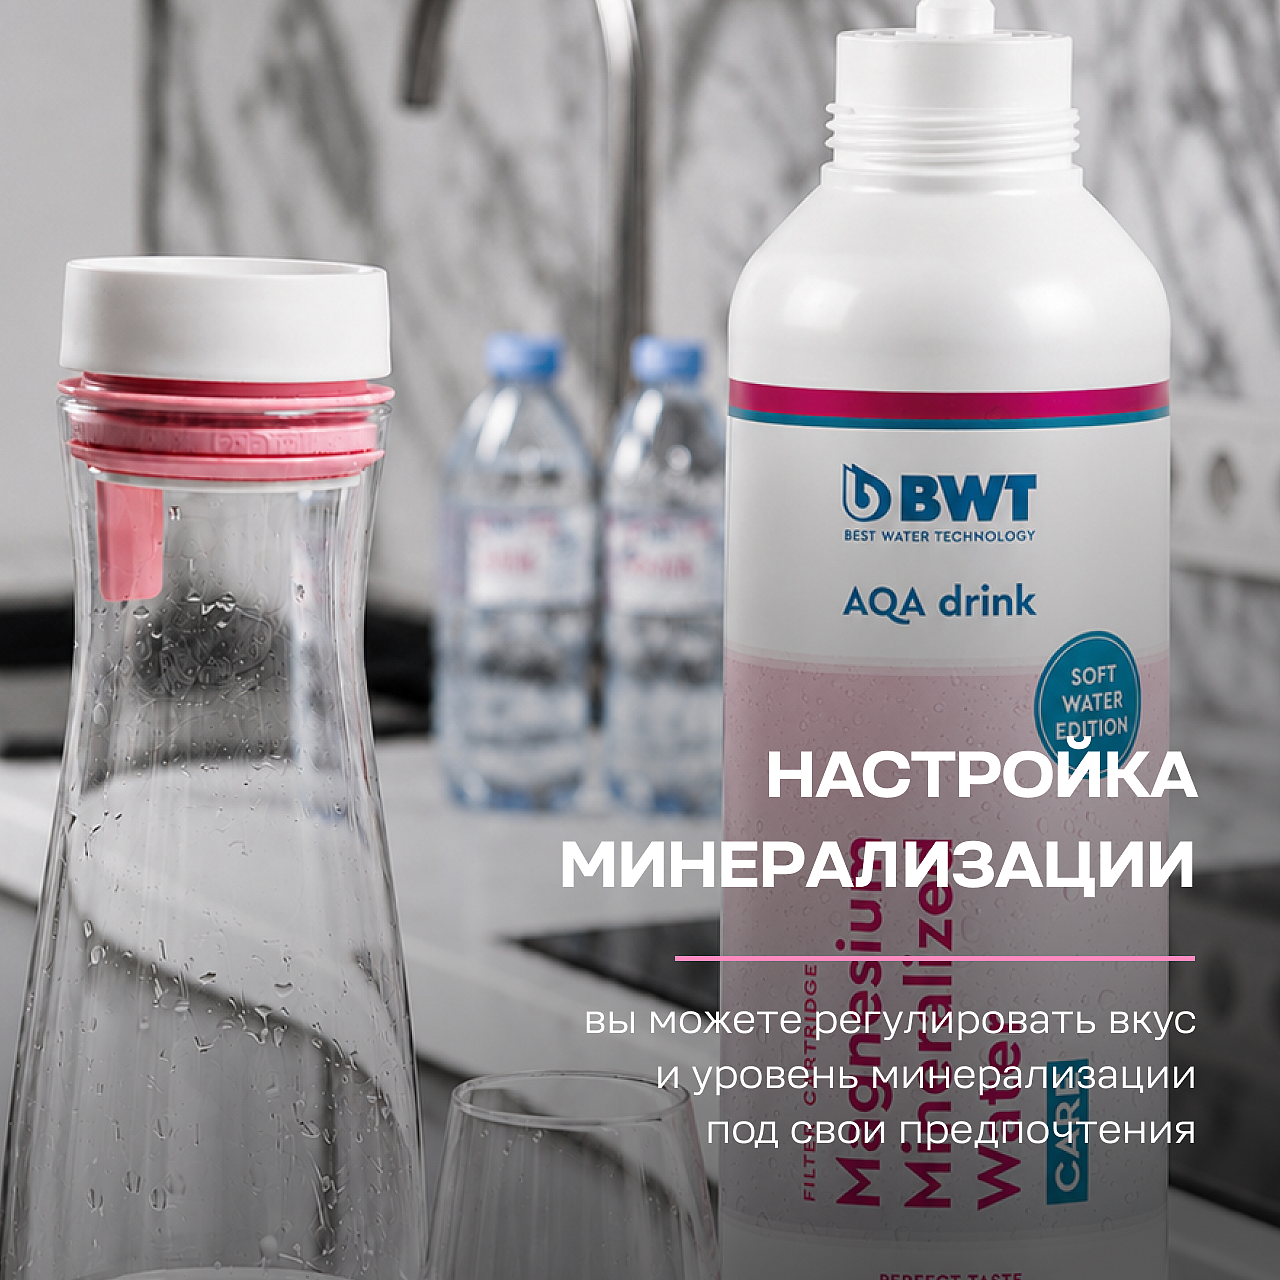 BWT
BEST WATER TECHNOLOGY
AQA drink
SOFT
WATER
EDITION
НАСТРОЙКА
МИНЕРАЛИЗАЦИИ
вы можете регулировать вкус
и уровень минерализации
под свои предпочтения
FILTER CARTRIDGE
Magnesium
Mineralized
Water
CARE
PERFECT TASTE